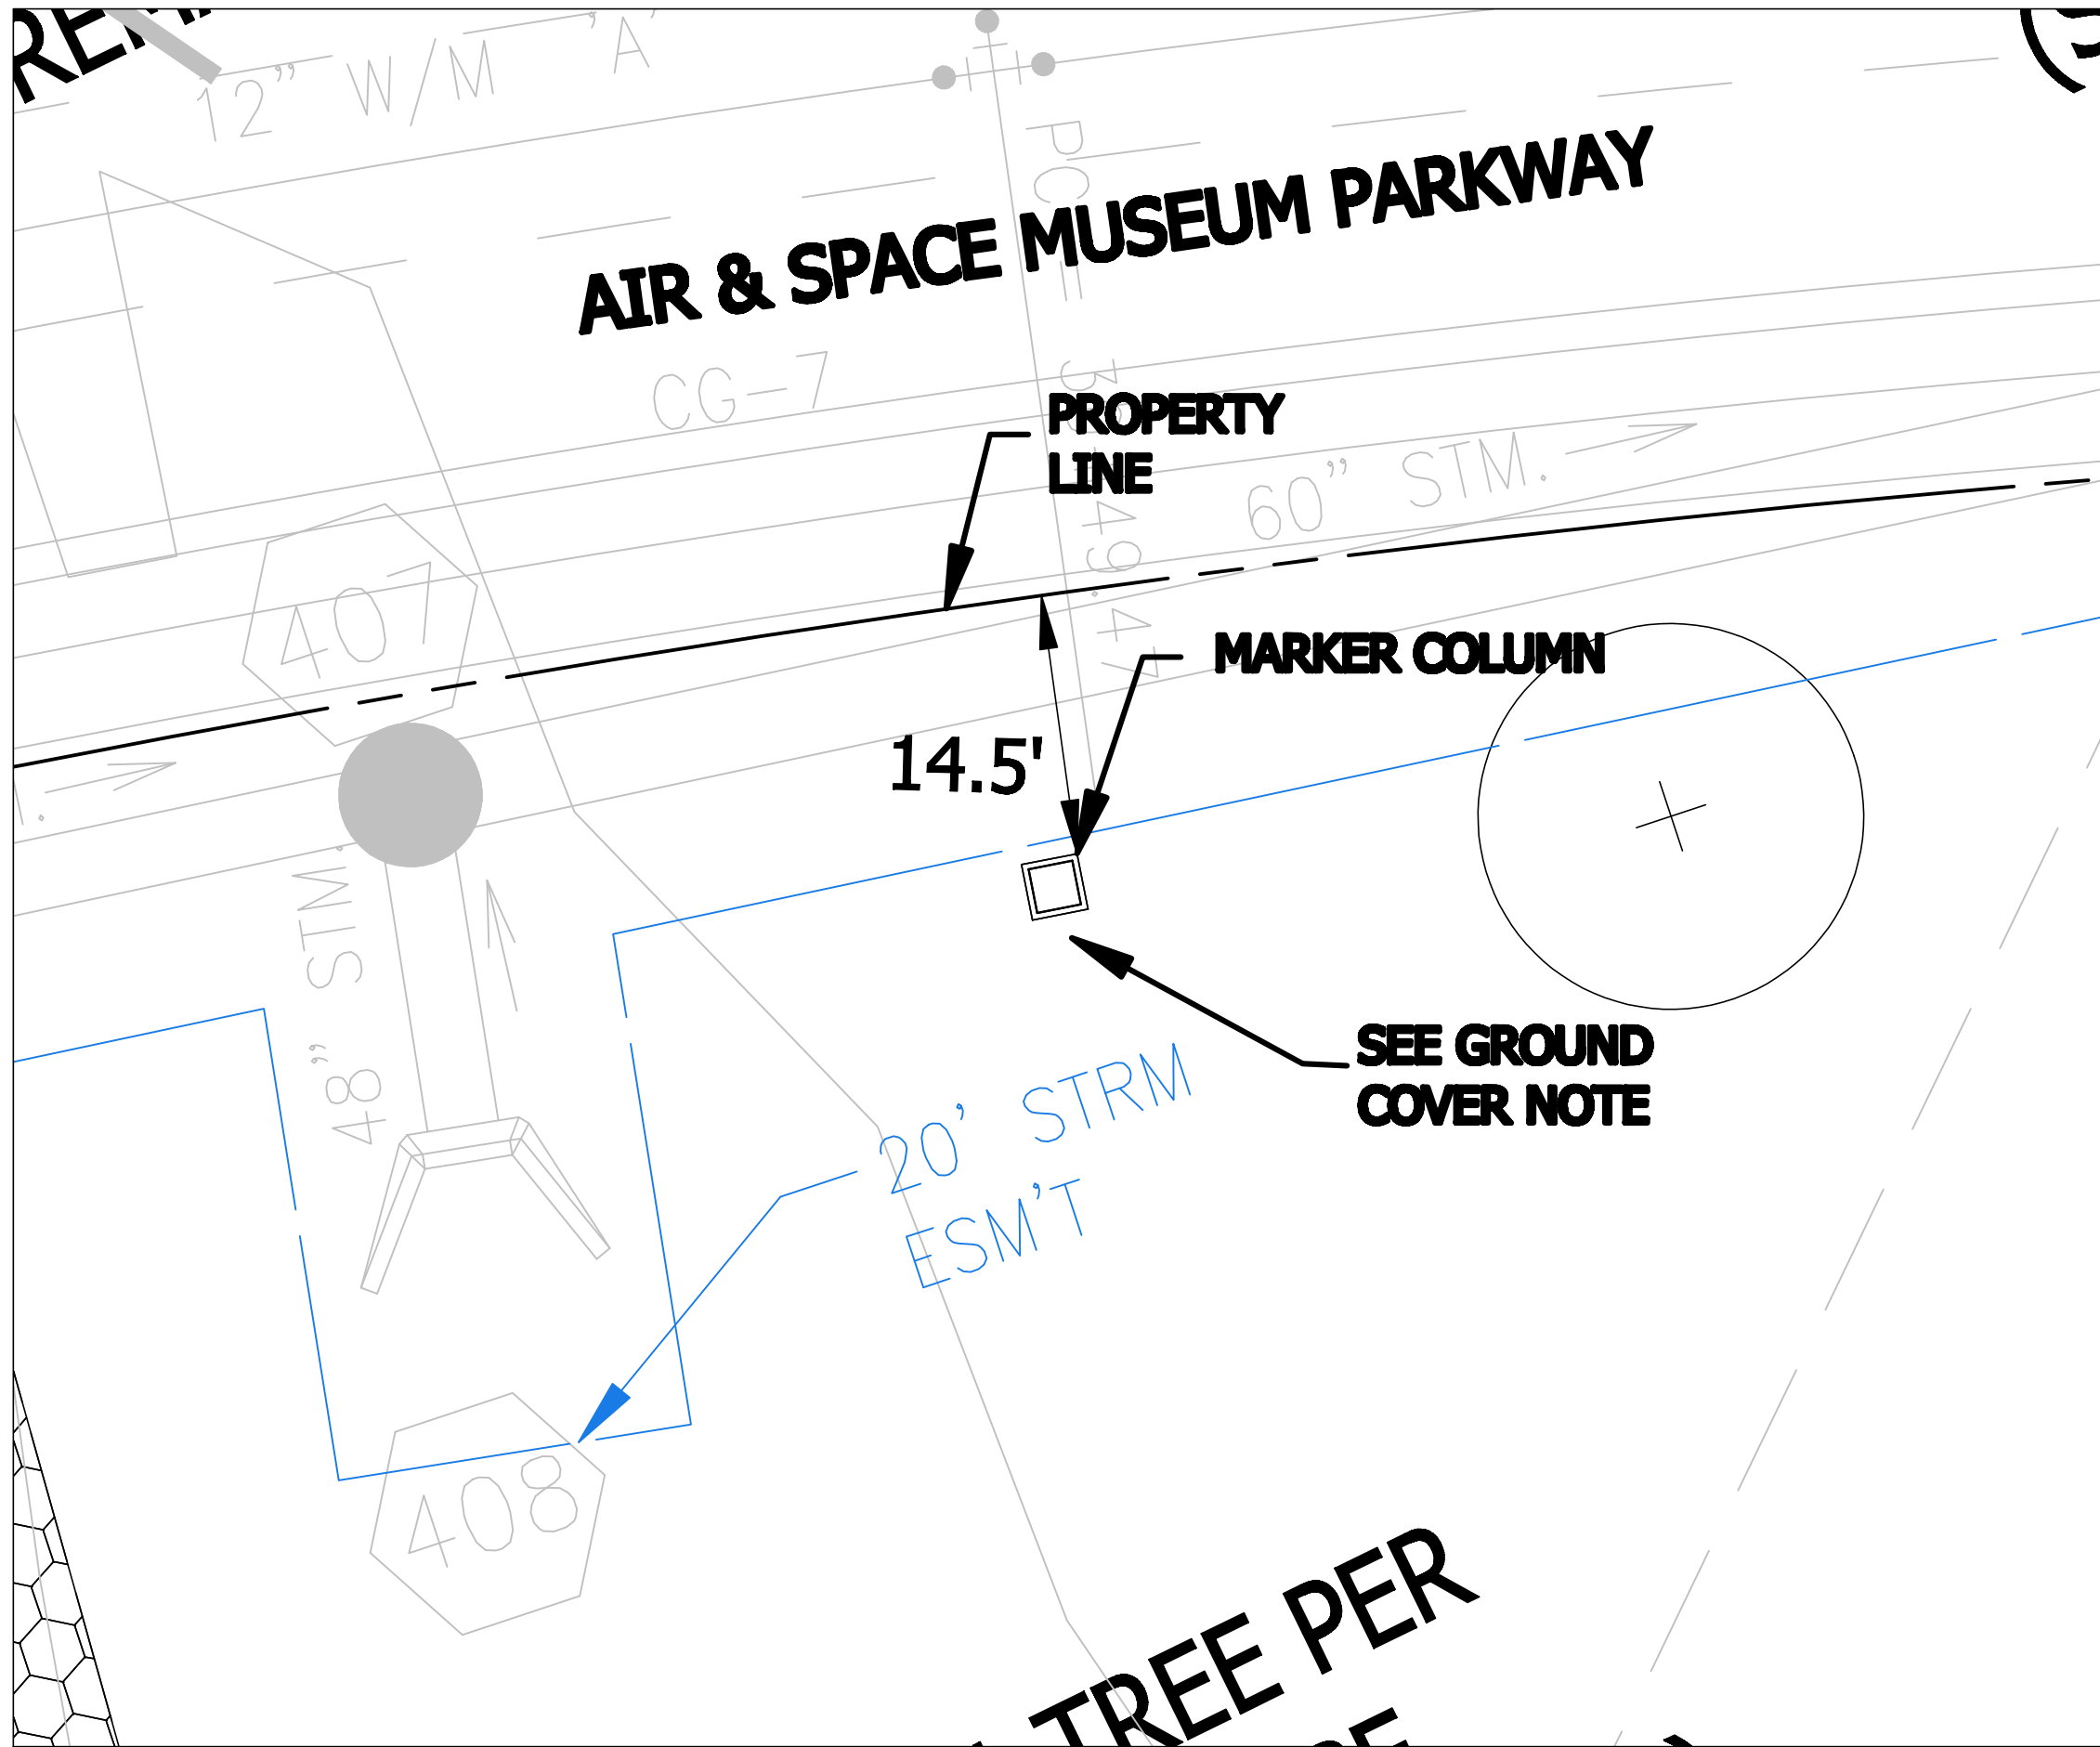 12" W/M 'A'
AIR & SPACE MUSEUM PARKWAY
CG-7
PROPERTY
LINE
60" STM.
407
MARKER COLUMN
14.5'
48" STM.
SEE GROUND
COVER NOTE
20' STRM
ESM'T
408
TREE PER